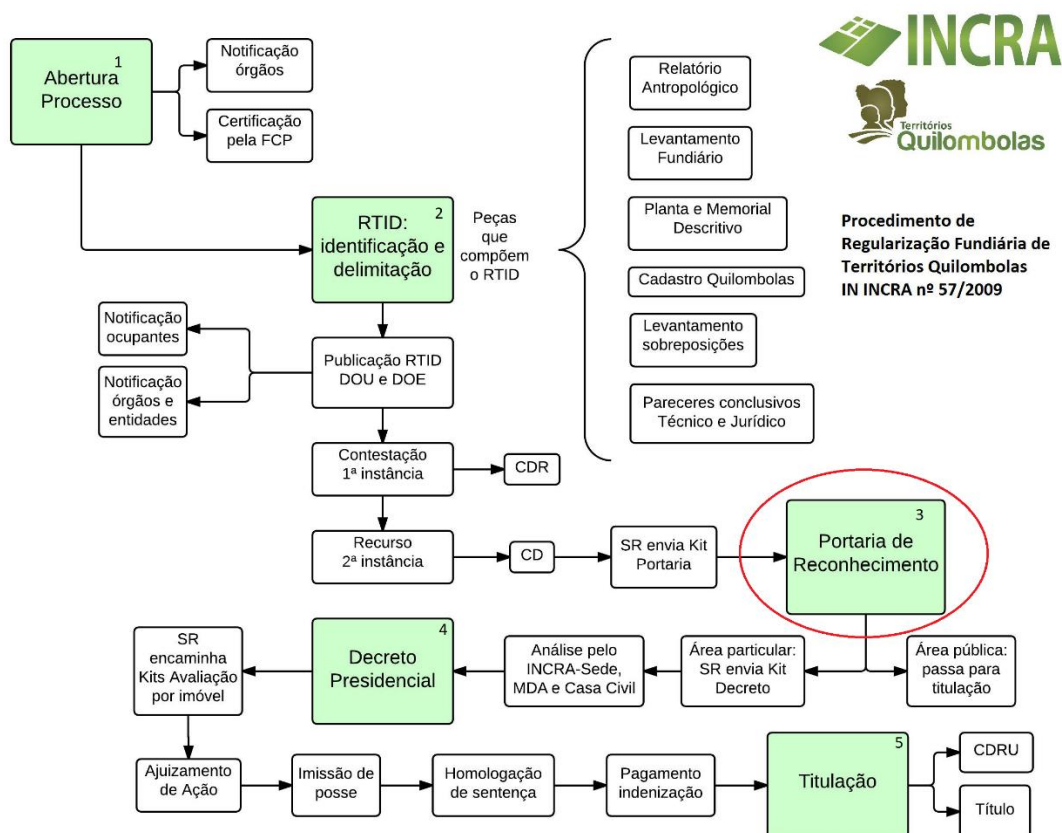 INCRA
Territórios
Quilombolas
Procedimento de
Regularização Fundiária de
Territórios Quilombolas
IN INCRA nº 57/2009
1
Abertura
Processo
Notificação
órgãos
Certificação
pela FCP
2
RTID:
identificação e
delimitação
Peças
que
compõem
o RTID
Relatório
Antropológico
Levantamento
Fundiário
Planta e Memorial
Descritivo
Cadastro Quilombolas
Levantamento
sobreposições
Pareceres conclusivos
Técnico e Jurídico
Notificação
ocupantes
Notificação
órgãos e
entidades
Publicação RTID
DOU e DOE
Contestação
1ª instância
CDR
Recurso
2ª instância
CD
SR envia Kit
Portaria
3
Portaria de
Reconhecimento
Área pública:
passa para
titulação
Área particular:
SR envia Kit
Decreto
Análise pelo
INCRA-Sede,
MDA e Casa Civil
4
Decreto
Presidencial
SR
encaminha
Kits Avaliação
por imóvel
Ajuizamento
de Ação
Imissão de
posse
Homologação
de sentença
Pagamento
indenização
5
Titulação
CDRU
Título